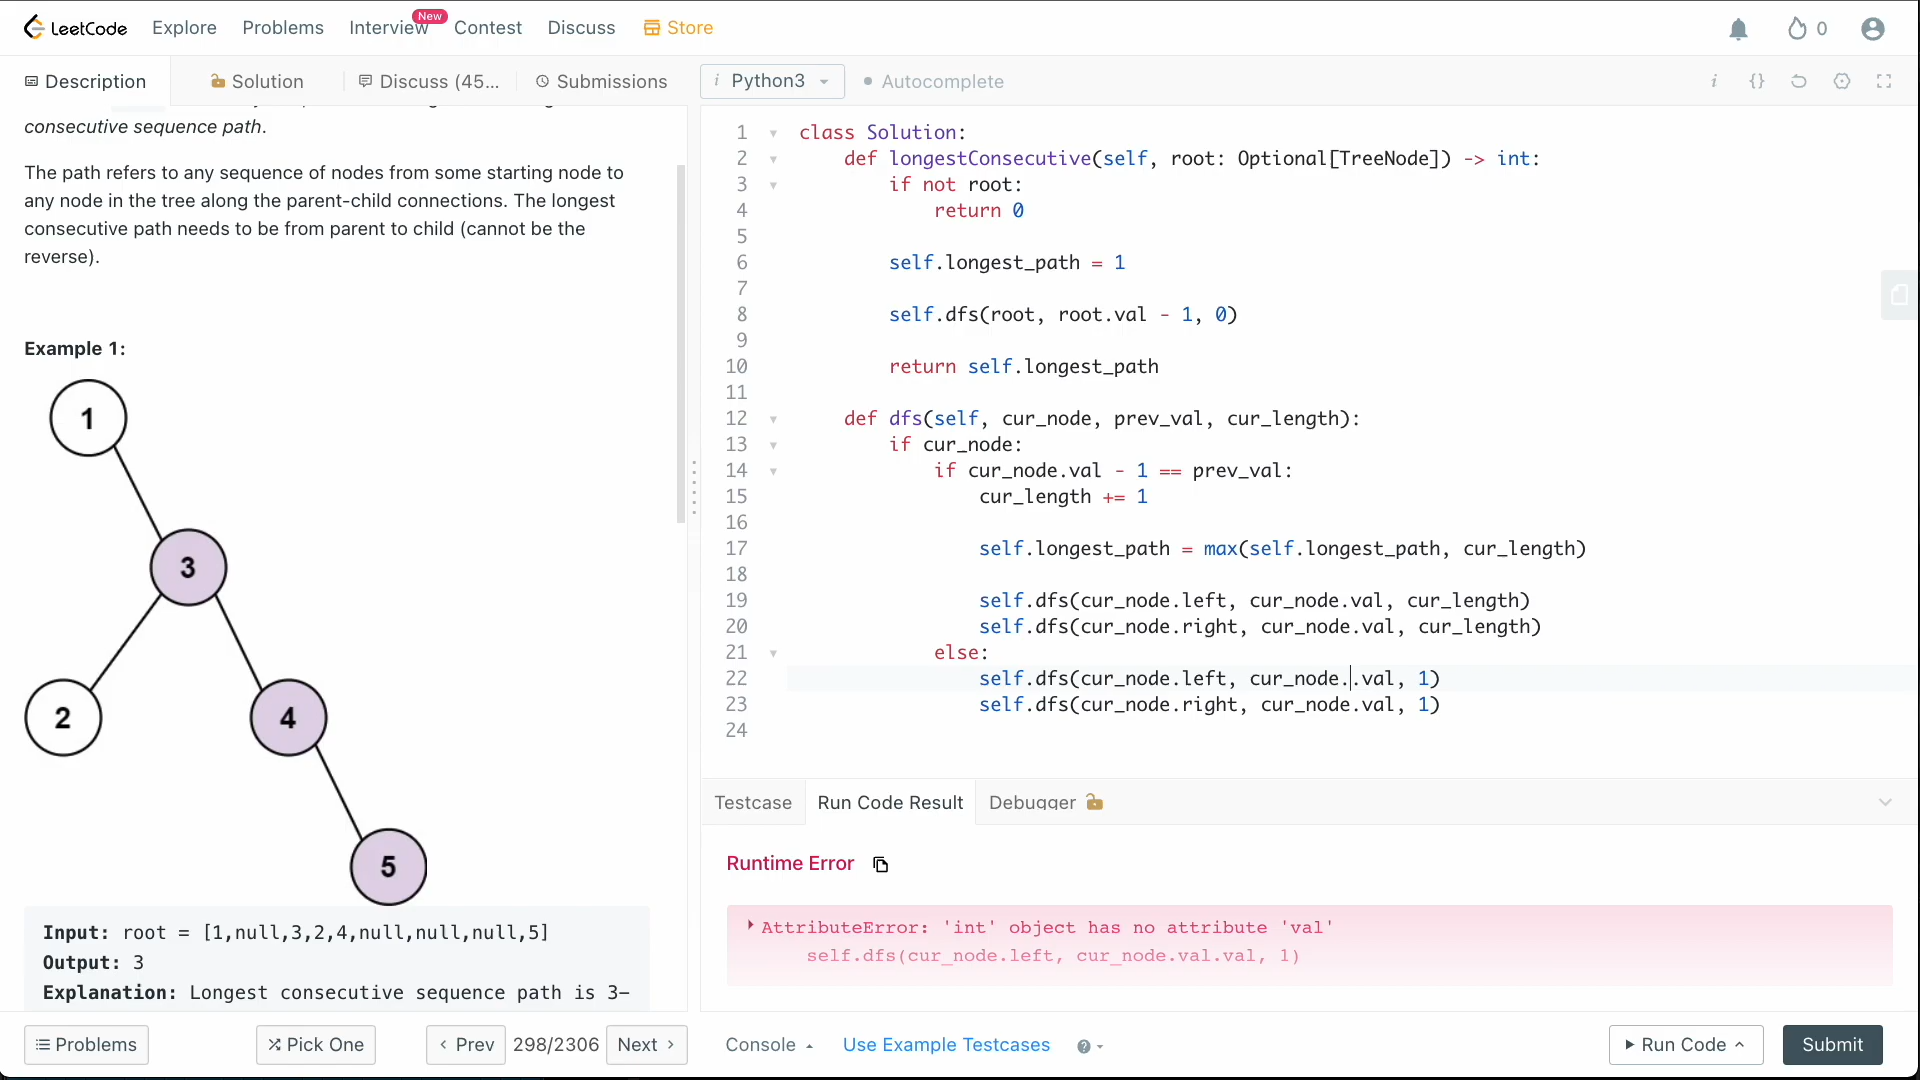 LeetCode Explore Problems Interview New Contest Discuss Store 0
Description Solution Discuss (45... Submissions
consecutive sequence path.
The path refers to any sequence of nodes from some starting node to
any node in the tree along the parent-child connections. The longest
consecutive path needs to be from parent to child (cannot be the
reverse).
Example 1:
1
3
2
4
5
Input: root = [1,null,3,2,4,null,null,null,5]
Output: 3
Explanation: Longest consecutive sequence path is 3-
Problems Pick One Prev 298/2306 Next
i Python3 Autocomplete i {}
1 class Solution:
2 def longestConsecutive(self, root: Optional[TreeNode]) -> int:
3 if not root:
4 return 0
5
6 self.longest_path = 1
7
8 self.dfs(root, root.val - 1, 0)
9
10 return self.longest_path
11
12 def dfs(self, cur_node, prev_val, cur_length):
13 if cur_node:
14 if cur_node.val - 1 == prev_val:
15 cur_length += 1
16
17 self.longest_path = max(self.longest_path, cur_length)
18
19 self.dfs(cur_node.left, cur_node.val, cur_length)
20 self.dfs(cur_node.right, cur_node.val, cur_length)
21 else:
22 self.dfs(cur_node.left, cur_node..val, 1)
23 self.dfs(cur_node.right, cur_node.val, 1)
24
Testcase Run Code Result Debugger
Runtime Error
AttributeError: 'int' object has no attribute 'val'
self.dfs(cur_node.left, cur_node.val.val, 1)
Console Use Example Testcases ? Run Code Submit